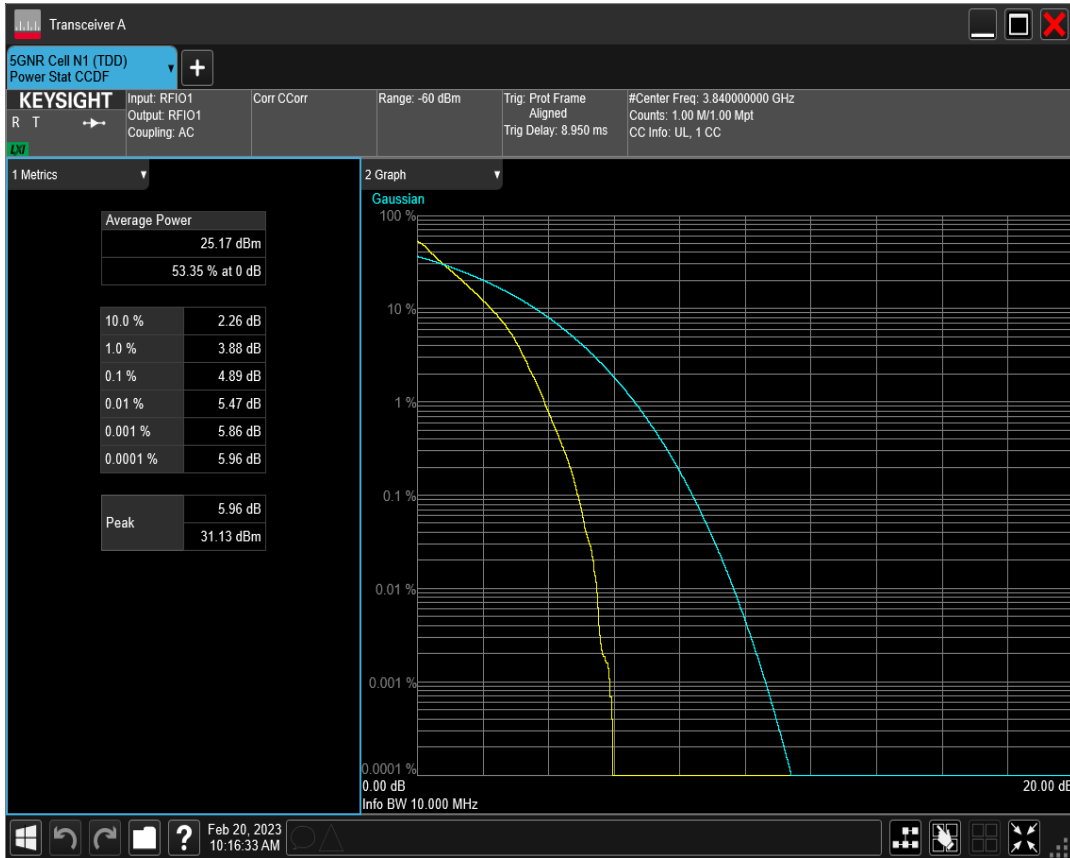 Transceiver A
5GNR Cell N1 (TDD)
Power Stat CCDF
+
KEYSIGHT
R T
LXI
Input: RFIO1
Output: RFIO1
Coupling: AC
Corr CCorr
Range: -60 dBm
Trig: Prot Frame
Aligned
Trig Delay: 8.950 ms
#Center Freq: 3.840000000 GHz
Counts: 1.00 M/1.00 Mpt
CC Info: UL, 1 CC
1 Metrics
Average Power
25.17 dBm
53.35 % at 0 dB
10.0 % 2.26 dB
1.0 % 3.88 dB
0.1 % 4.89 dB
0.01 % 5.47 dB
0.001 % 5.86 dB
0.0001 % 5.96 dB
Peak
5.96 dB
31.13 dBm
2 Graph
Gaussian
100 %
10 %
1 %
0.1 %
0.01 %
0.001 %
0.0001 %
0.00 dB
20.00 dB
Info BW 10.000 MHz
?
Feb 20, 2023
10:16:33 AM